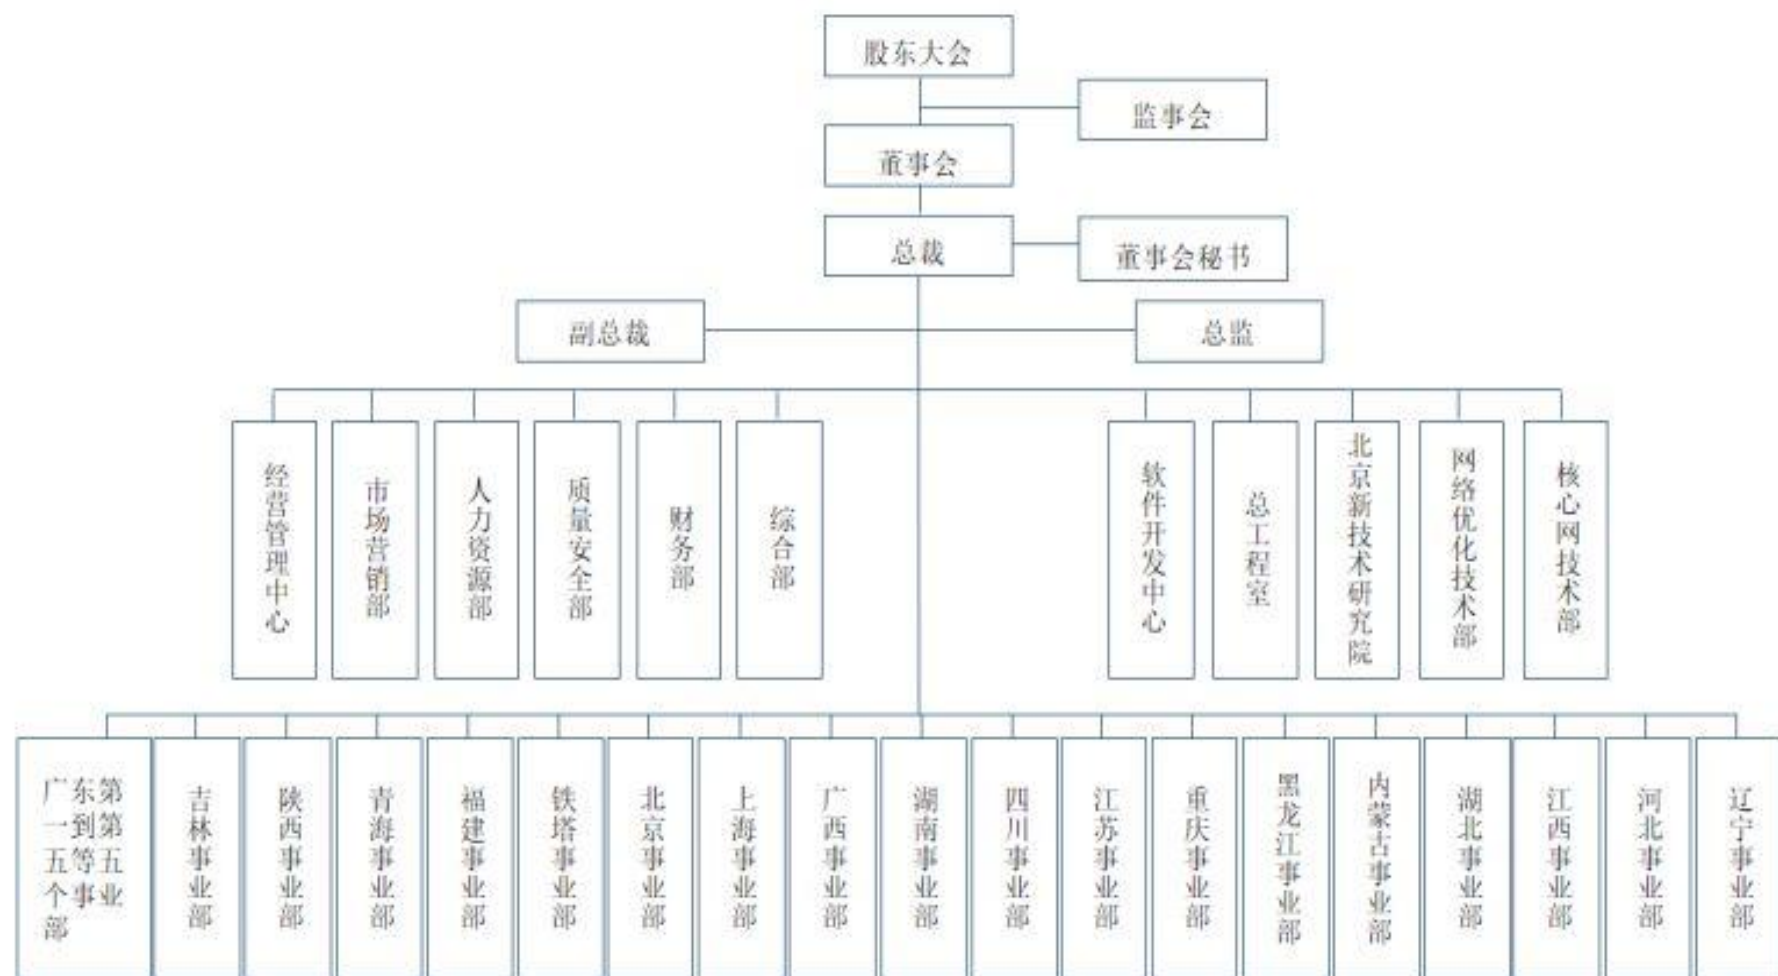 股东大会
监事会
董事会
总裁
董事会秘书
副总裁
总监
经营管理中心
市场营销部
人力资源部
质量安全部
财务部
综合部
软件开发中心
总工程室
北京新技术研究院
网络优化技术部
核心网技术部
广东第
一到第
五等五
个事业
部
吉林事业部
陕西事业部
青海事业部
福建事业部
铁塔事业部
北京事业部
上海事业部
广西事业部
湖南事业部
四川事业部
江苏事业部
重庆事业部
黑龙江事业部
内蒙古事业部
湖北事业部
江西事业部
河北事业部
辽宁事业部